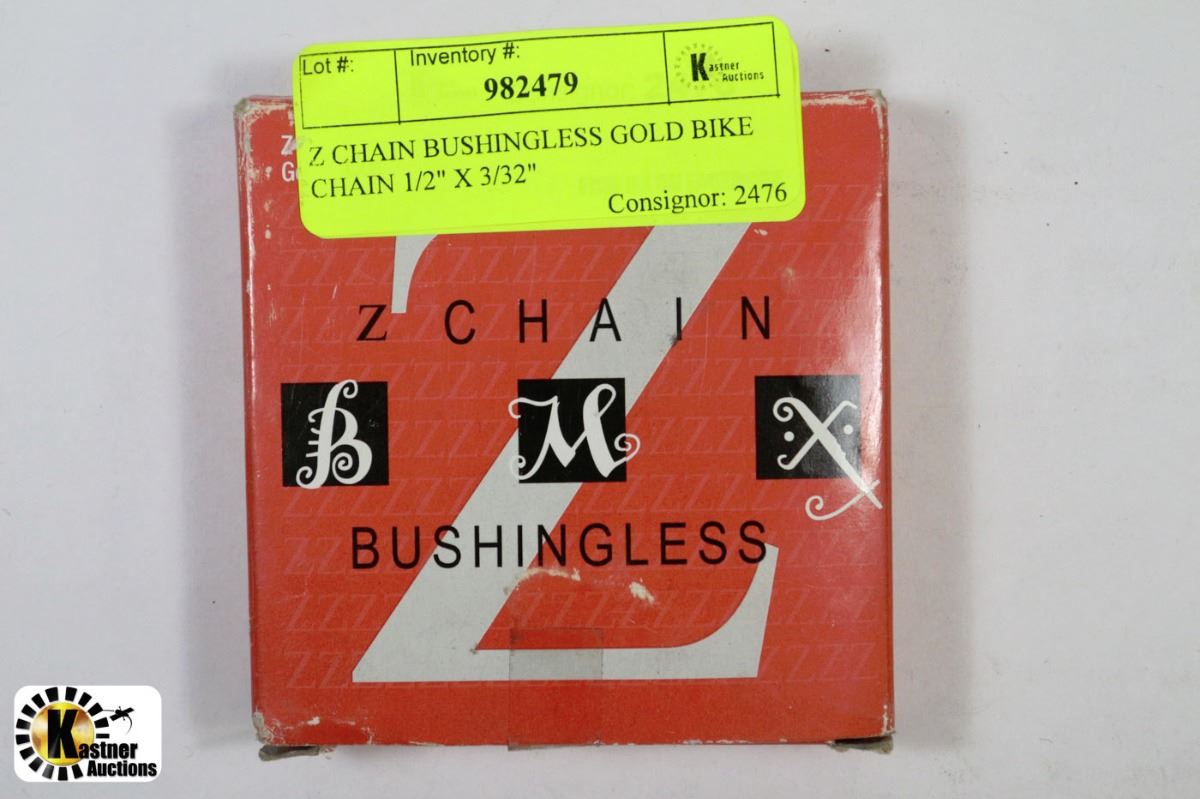 Lot #:
Inventory #:
982479
Kastner
Auctions
Z CHAIN BUSHINGLESS GOLD BIKE
CHAIN 1/2" X 3/32"
Consignor: 2476
Z CHAIN
B M X
BUSHINGLESS
Kastner
Auctions